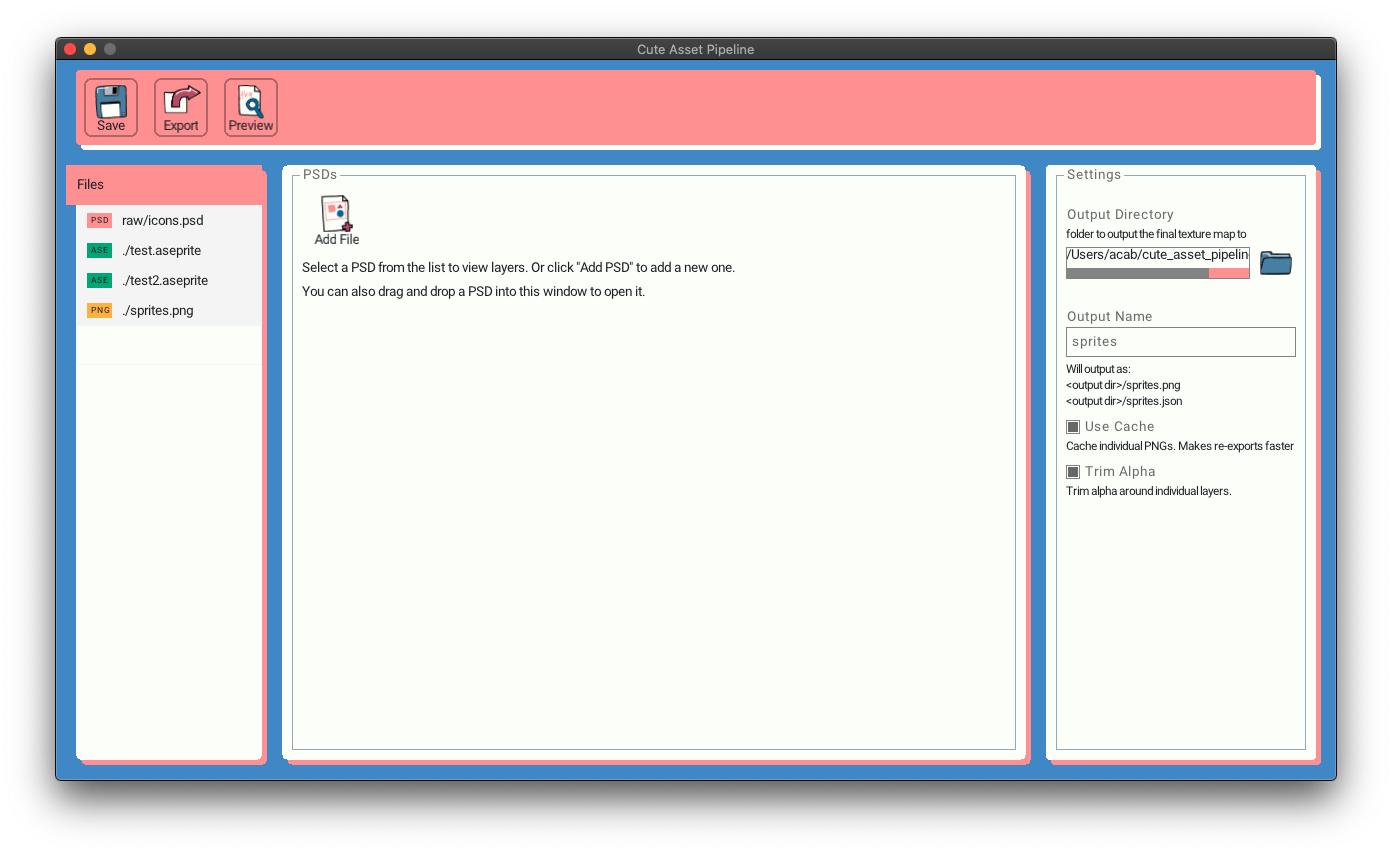 Cute Asset Pipeline
Save
Export
Preview
Files
PSD raw/icons.psd
ASE ./test.aseprite
ASE ./test2.aseprite
PNG ./sprites.png
PSDs
Add File
Select a PSD from the list to view layers. Or click "Add PSD" to add a new one.
You can also drag and drop a PSD into this window to open it.
Settings
Output Directory
folder to output the final texture map to
/Users/acab/cute_asset_pipelin
Output Name
sprites
Will output as:
<output dir>/sprites.png
<output dir>/sprites.json
Use Cache
Cache individual PNGs. Makes re-exports faster
Trim Alpha
Trim alpha around individual layers.